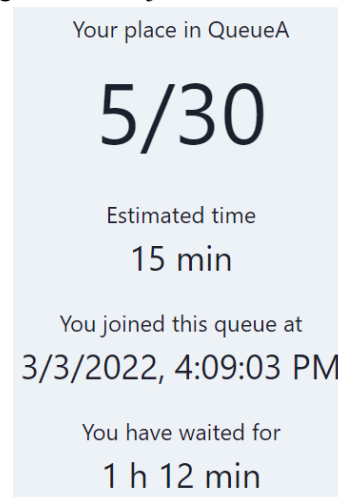 Your place in QueueA
5/30
Estimated time
15 min
You joined this queue at
3/3/2022, 4:09:03 PM
You have waited for
1 h 12 min